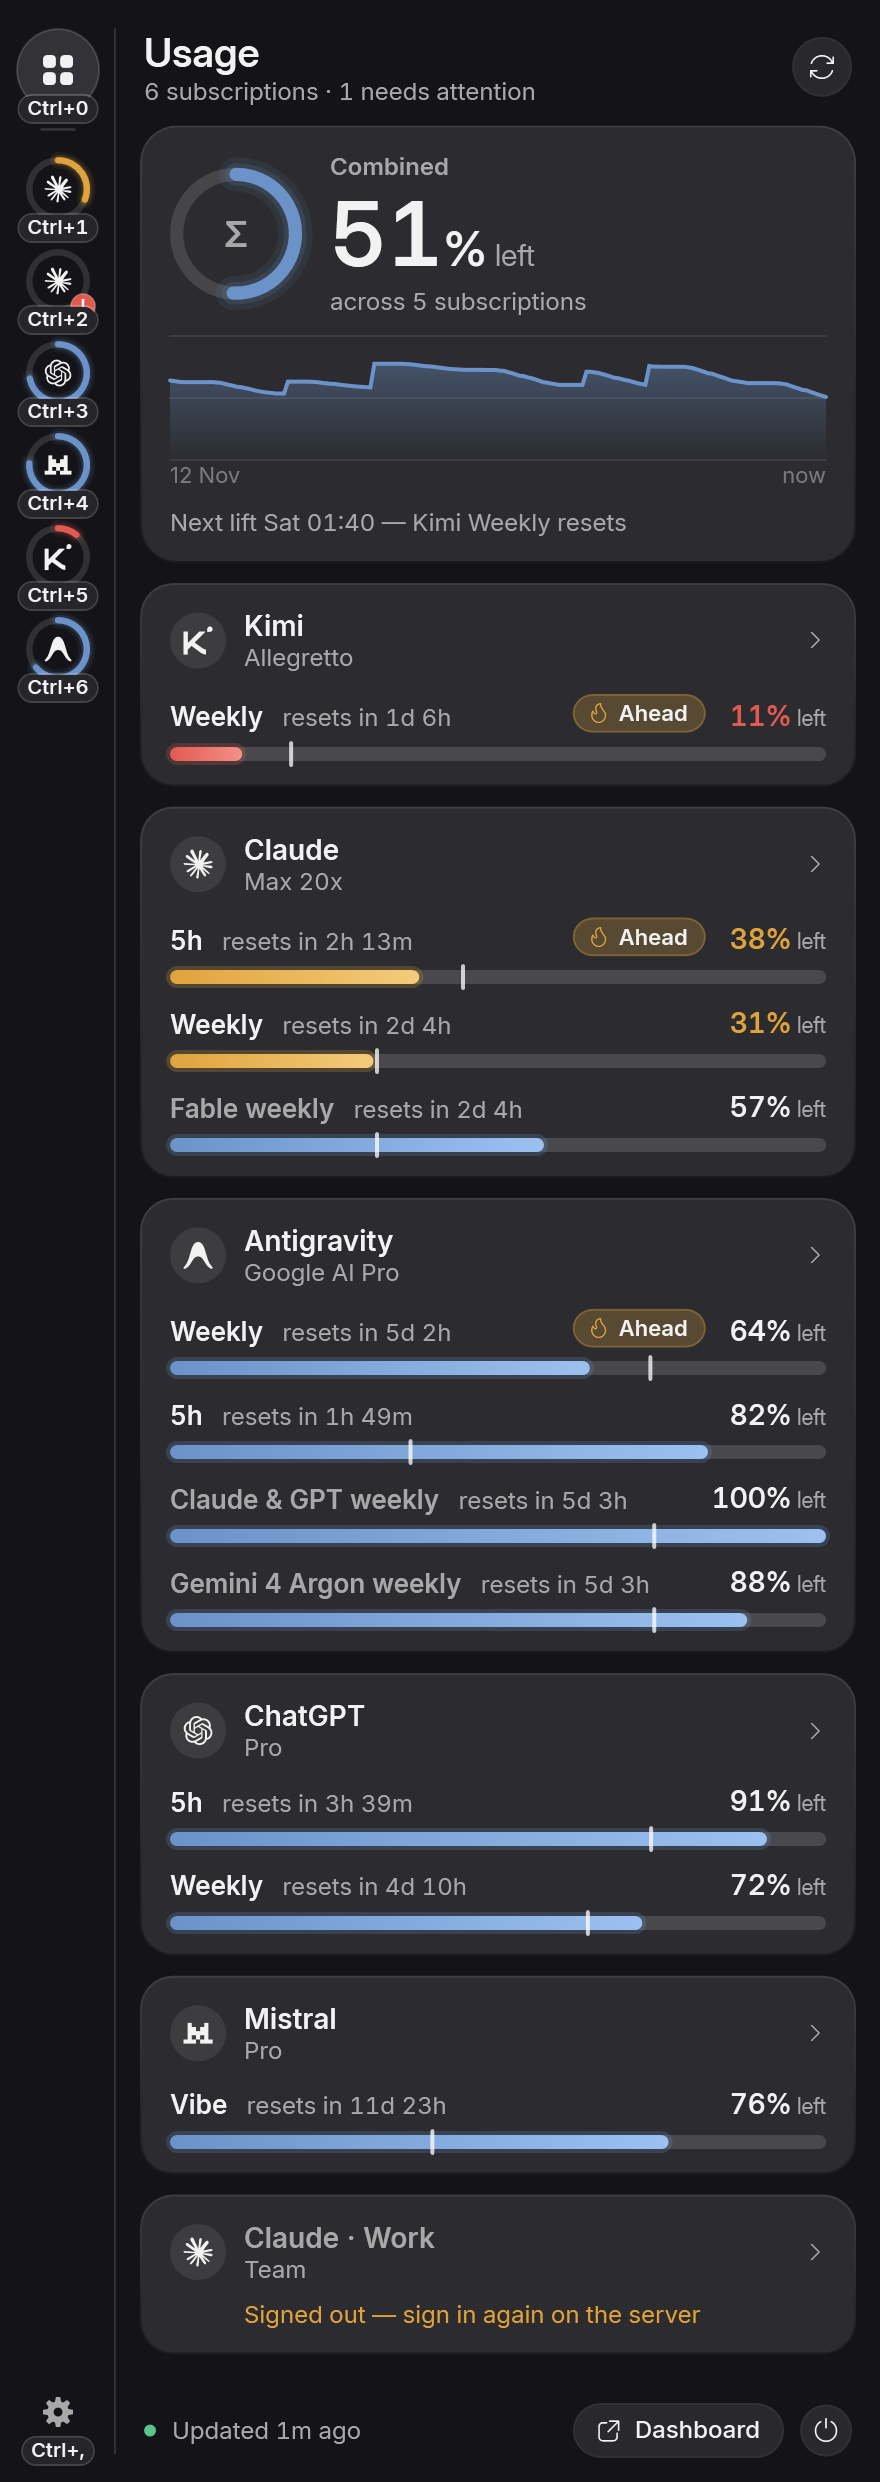 Usage
6 subscriptions · 1 needs attention
Ctrl+0
Ctrl+1
Ctrl+2
Ctrl+3
Ctrl+4
Ctrl+5
Ctrl+6
Σ
Combined
51% left
across 5 subscriptions
12 Nov
now
Next lift Sat 01:40 — Kimi Weekly resets
Kimi
Allegretto
Weekly resets in 1d 6h Ahead 11% left
Claude
Max 20x
5h resets in 2h 13m Ahead 38% left
Weekly resets in 2d 4h 31% left
Fable weekly resets in 2d 4h 57% left
Antigravity
Google AI Pro
Weekly resets in 5d 2h Ahead 64% left
5h resets in 1h 49m 82% left
Claude & GPT weekly resets in 5d 3h 100% left
Gemini 4 Argon weekly resets in 5d 3h 88% left
ChatGPT
Pro
5h resets in 3h 39m 91% left
Weekly resets in 4d 10h 72% left
Mistral
Pro
Vibe resets in 11d 23h 76% left
Claude · Work
Team
Signed out — sign in again on the server
Ctrl+,
Updated 1m ago
Dashboard